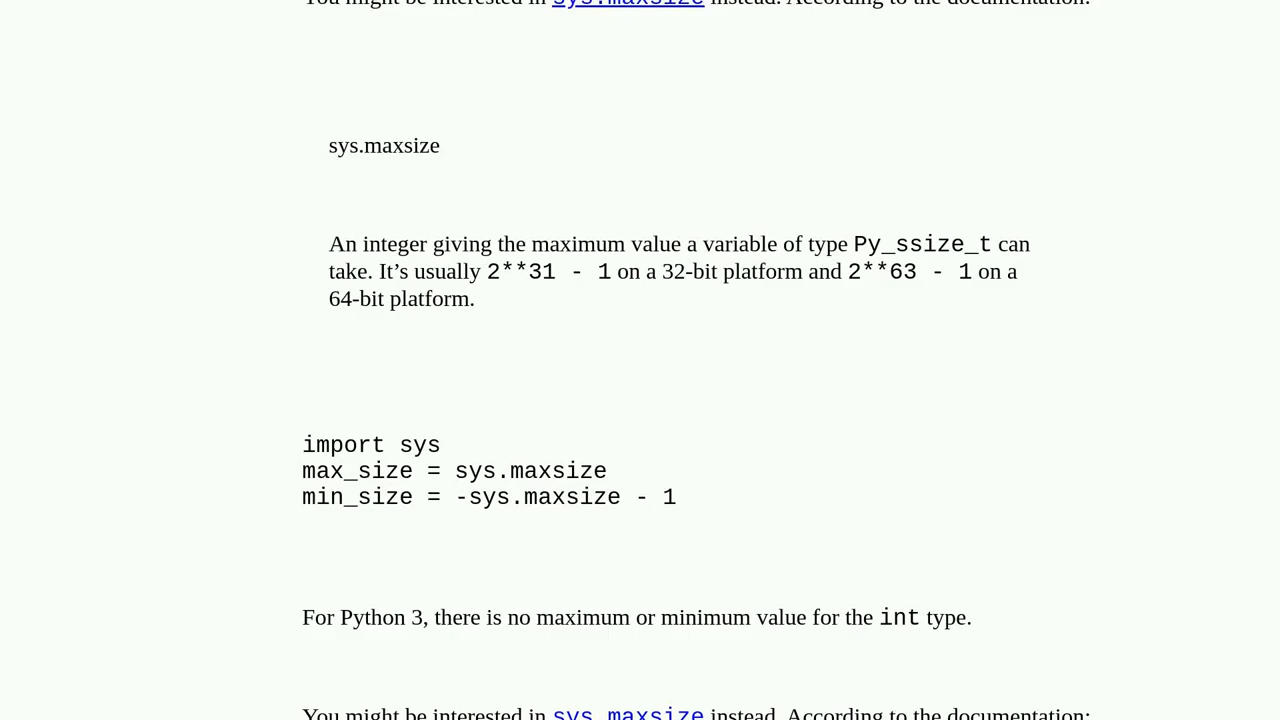 You might be interested in sys.maxsize instead. According to the documentation:
sys.maxsize
An integer giving the maximum value a variable of type Py_ssize_t can
take. It’s usually 2**31 - 1 on a 32-bit platform and 2**63 - 1 on a
64-bit platform.
import sys
max_size = sys.maxsize
min_size = -sys.maxsize - 1
For Python 3, there is no maximum or minimum value for the int type.
You might be interested in sys.maxsize instead. According to the documentation: